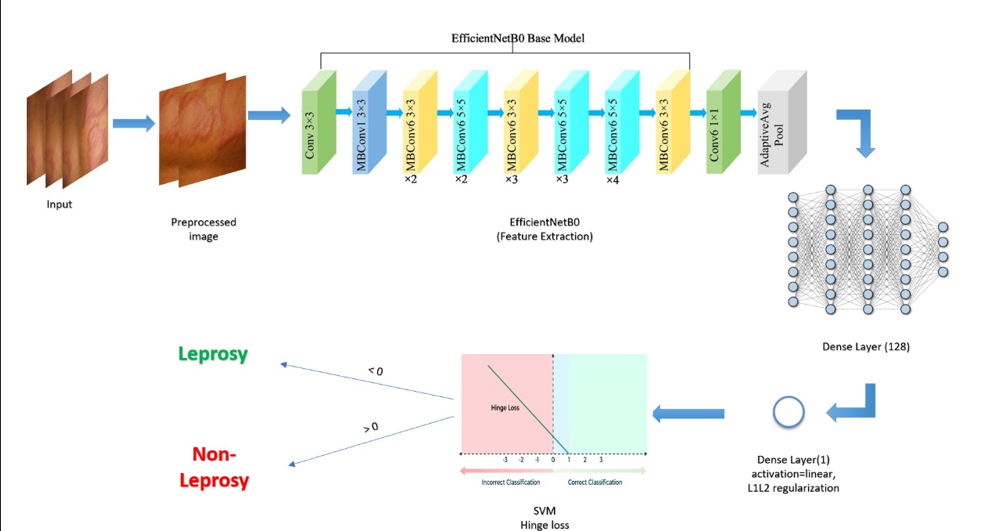 EfficientNetB0 Base Model
Conv 3×3
MBConv1 3×3
MBConv6 3×3
×2
MBConv6 5×5
×2
MBConv6 3×3
×3
MBConv6 5×5
×3
MBConv6 5×5
×4
MBConv6 3×3
Conv6 1×1
AdaptiveAvg
Pool
Input
Preprocessed
image
EfficientNetB0
(Feature Extraction)
Dense Layer (128)
Dense Layer(1)
activation=linear,
L1L2 regularization
Hinge Loss
-3 -2 -1 0 1 2 3
Incorrect Classification
Correct Classification
SVM
Hinge loss
<0
>0
Leprosy
Non-
Leprosy